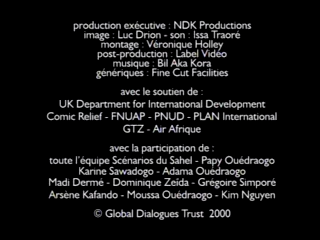 production exécutive : NDK Productions
image : Luc Drion - son : Issa Traoré
montage : Véronique Holley
post-production : Label Vidéo
musique : Bil Aka Kora
génériques : Fine Cut Facilities
avec le soutien de :
UK Department for International Development
Comic Relief - FNUAP - PNUD - PLAN International
GTZ - Air Afrique
avec la participation de :
toute l'équipe Scénarios du Sahel - Papy Ouédraogo
Karine Sawadogo - Adama Ouédraogo
Madi Dermé - Dominique Zeída - Grégoire Simporé
Arsène Kafando - Moussa Ouédraogo - Kim Nguyen
© Global Dialogues Trust 2000